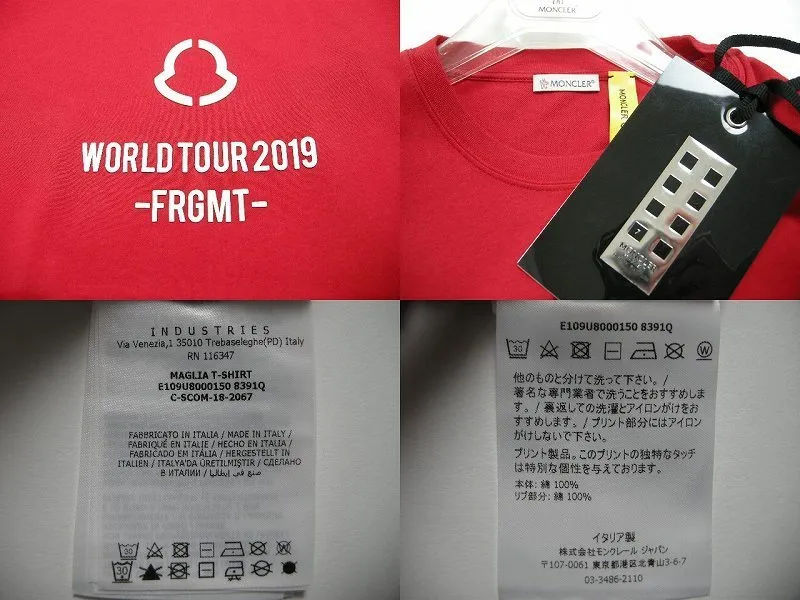 WORLD TOUR 2019
-FRGMT-
MONCLER
MONCLER
MONCLER
7
MONCLER
INDUSTRIES
Via Venezia,1 35010 Trebaseleghe(PD) Italy
RN 116347
MAGLIA T-SHIRT
E109U8000150 8391Q
C-SCOM-18-2067
FABBRICATO IN ITALIA / MADE IN ITALY /
FABRIQUÉ EN ITALIE / HECHO EN ITALIA /
FABRICADO EM ITÁLIA / HERGESTELLT IN
ITALIEN / ITALYA'DA ÜRETILMIŞTIR / СДЕЛАНО
В ИТАЛИИ / صنع في إيطاليا
30
30
E109U8000150 8391Q
30
W
他のものと分けて洗って下さい。/
著名な専門業者で洗うことをおすすめしま
す。/ 裏返しての洗濯とアイロンがけをお
すすめします。/ プリント部分にはアイロン
がけしないで下さい。
プリント製品。このプリントの独特なタッチ
は特別な個性を与えております。
本体: 綿 100%
リブ部分: 綿 100%
イタリア製
株式会社モンクレール ジャパン
〒107-0061 東京都港区北青山3-6-7
03-3486-2110